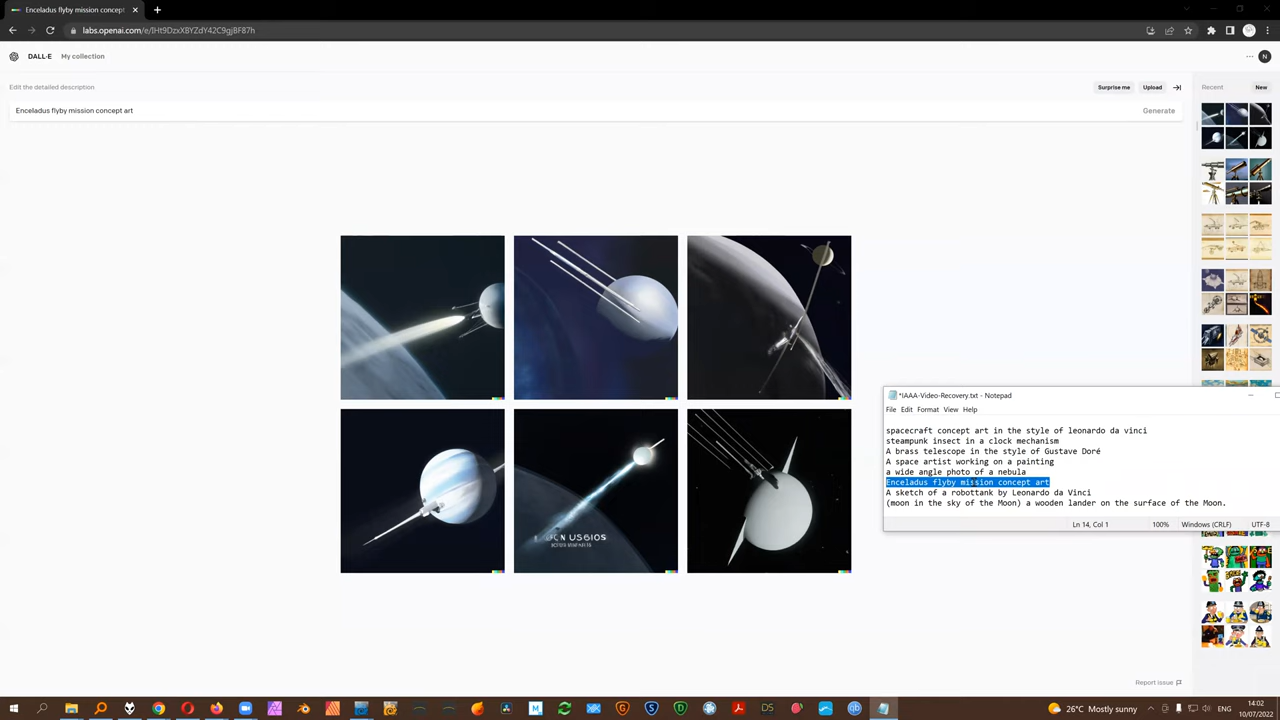 Enceladus flyby mission concept
labs.openai.com/e/IHt9DzxXBYZdY42C9gjBF87h
DALL·E
My collection
N
Edit the detailed description
Surprise me
Upload
Recent
New
Enceladus flyby mission concept art
Generate
*IAAA-Video-Recovery.txt - Notepad
File Edit Format View Help
spacecraft concept art in the style of leonardo da vinci
steampunk insect in a clock mechanism
A brass telescope in the style of Gustave Doré
A space artist working on a painting
a wide angle photo of a nebula
Enceladus flyby mission concept art
A sketch of a robottank by Leonardo da Vinci
(moon in the sky of the Moon) a wooden lander on the surface of the Moon.
Ln 14, Col 1
100%
Windows (CRLF)
UTF-8
Report issue
26°C Mostly sunny
ENG
14:02
10/07/2022